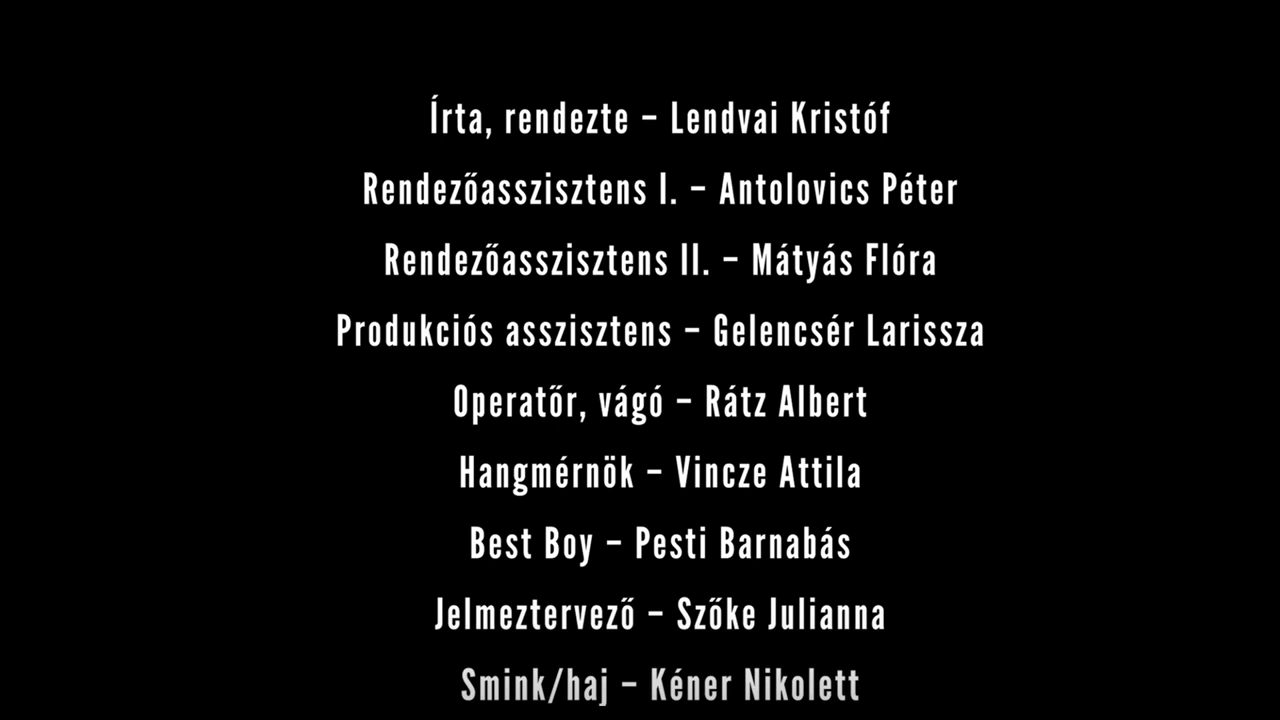 Írta, rendezte – Lendvai Kristóf
Rendezőasszisztens I. – Antolovics Péter
Rendezőasszisztens II. – Mátyás Flóra
Produkciós asszisztens – Gelencsér Larissza
Operatőr, vágó – Rátz Albert
Hangmérnök – Vincze Attila
Best Boy – Pesti Barnabás
Jelmeztervező – Szőke Julianna
Smink/haj – Kéner Nikolett